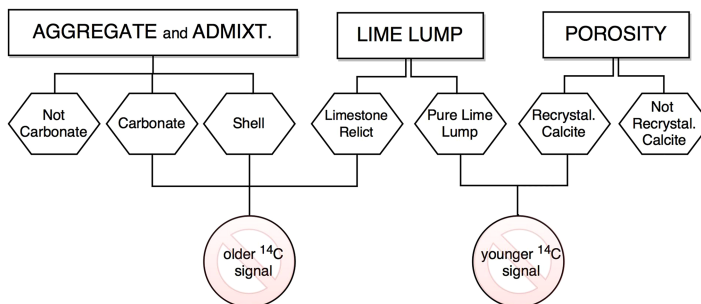 AGGREGATE and ADMIXT.
LIME LUMP
POROSITY
Not
Carbonate
Carbonate
Shell
Limestone
Relict
Pure Lime
Lump
Recrystal.
Calcite
Not
Recrystal.
Calcite
older ¹⁴C
signal
younger ¹⁴C
signal